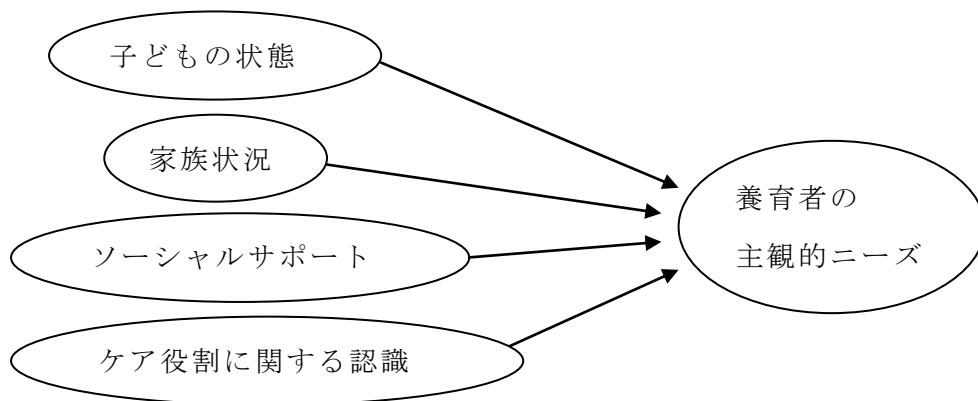 子どもの状態
家族状況
ソーシャルサポート
ケア役割に関する認識
養育者の
主観的ニーズ